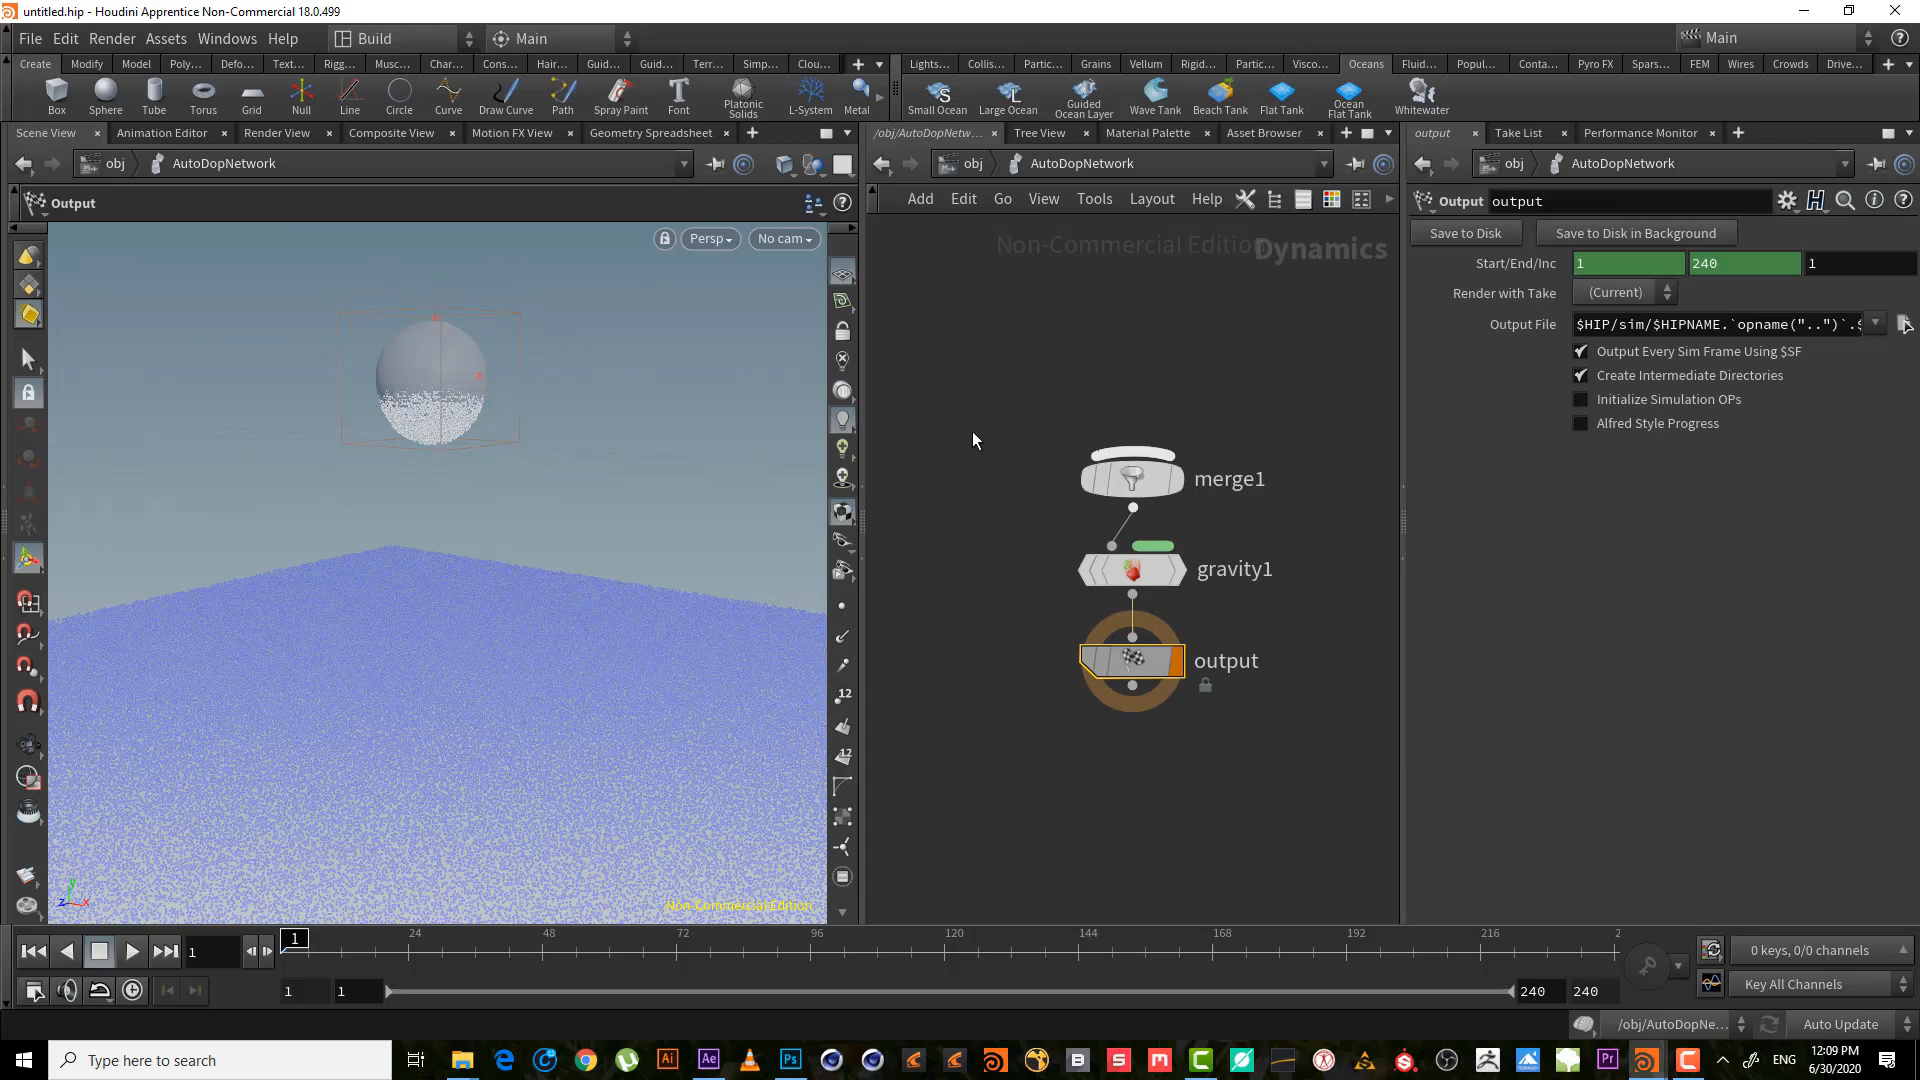 untitled.hip - Houdini Apprentice Non-Commercial 18.0.499
File Edit Render Assets Windows Help Build Main Main
Create Modify Model Poly... Defo... Text... Rigg... Musc... Char... Cons... Hair... Guid... Guid... Terr... Simp... Clou...
Lights... Collis... Partic... Grains Vellum Rigid... Partic... Visco... Oceans Fluid... Popul... Conta... Pyro FX Spars... FEM Wires Crowds Drive...
Box Sphere Tube Torus Grid Null Line Circle Curve Draw Curve Path Spray Paint Font Platonic Solids L-System Metal
Small Ocean Large Ocean Guided Ocean Layer Wave Tank Beach Tank Flat Tank Ocean Flat Tank Whitewater
Scene View Animation Editor Render View Composite View Motion FX View Geometry Spreadsheet
/obj/AutoDopNetw... Tree View Material Palette Asset Browser
output Take List Performance Monitor
obj AutoDopNetwork
obj AutoDopNetwork
obj AutoDopNetwork
Output
Add Edit Go View Tools Layout Help
Output output
Persp No cam
Non-Commercial Edition
Dynamics
Save to Disk Save to Disk in Background
Start/End/Inc 1 240 1
Render with Take (Current)
Output File $HIP/sim/$HIPNAME.`opname("..")`.$
Output Every Sim Frame Using $SF
Create Intermediate Directories
Initialize Simulation OPs
Alfred Style Progress
merge1
gravity1
output
12
12
z y x
Non-Commercial Edition
1 1 24 48 72 96 120 144 168 192 216 2
0 keys, 0/0 channels
1 1 240 240
Key All Channels
/obj/AutoDopNe... Auto Update
Type here to search
Ai Ae Ps B S M Pr
ENG
12:09 PM
6/30/2020